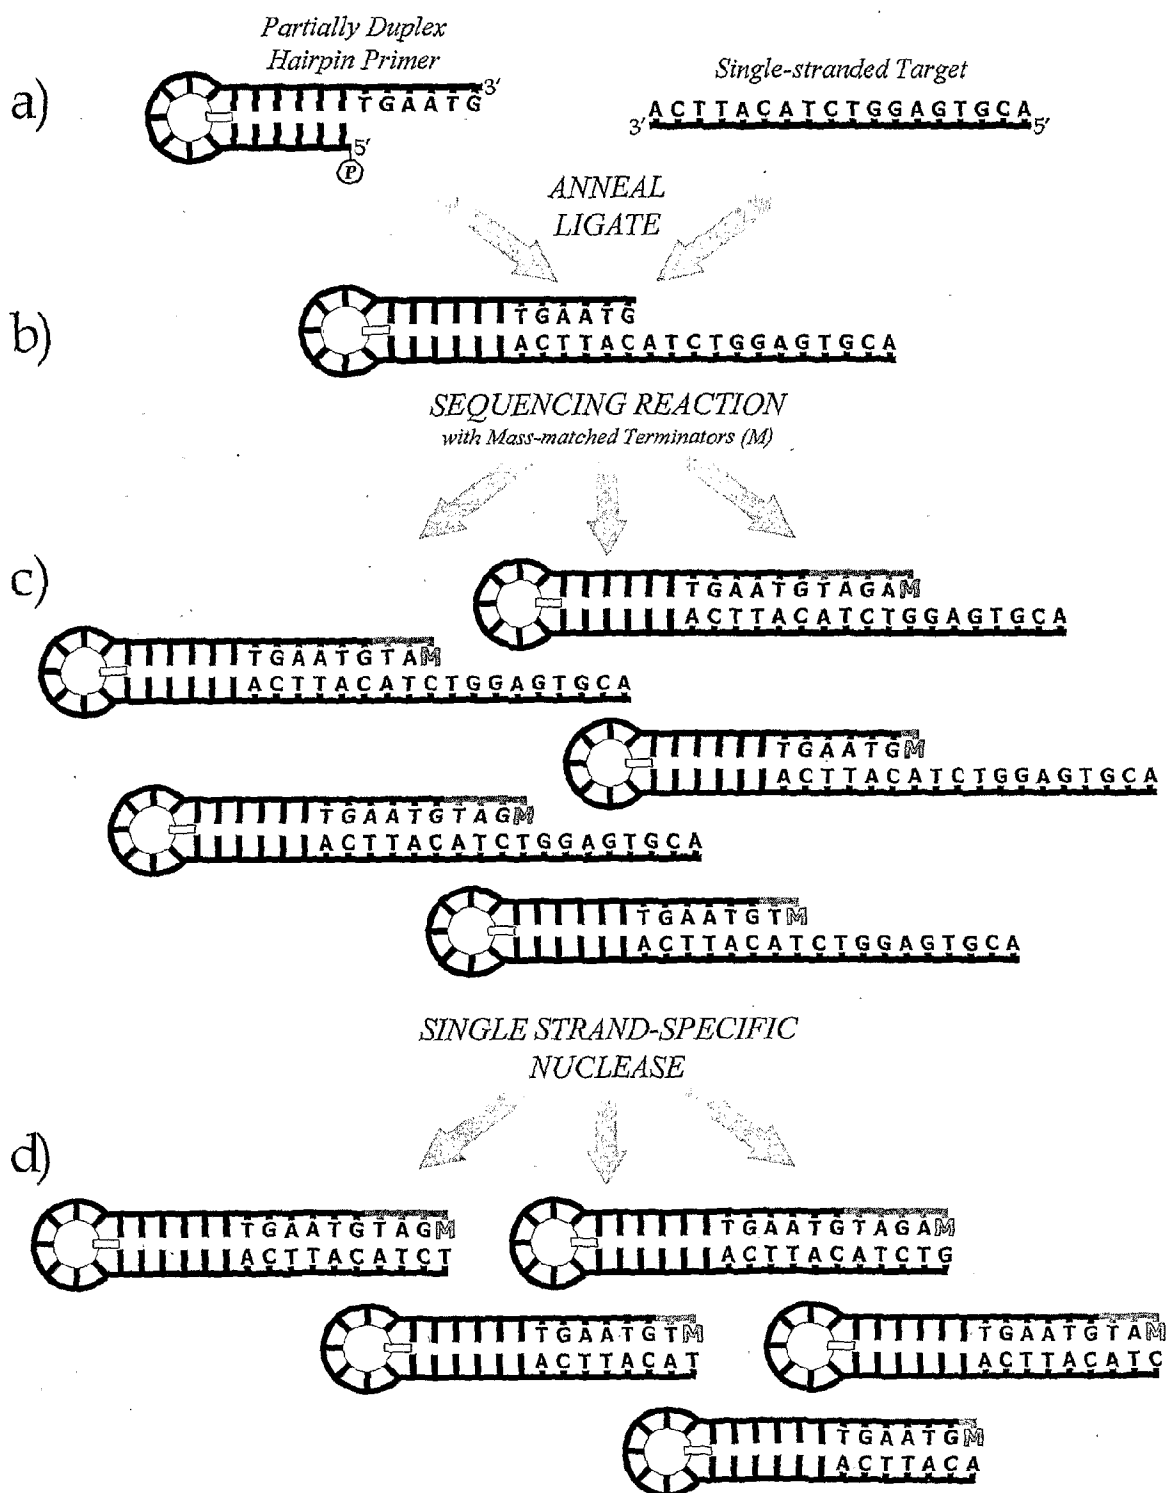 Partially Duplex
Hairpin Primer
Single-stranded Target
a)
3'
TGAATG
5'
P
ACTTACATCTGGAGTGCA
3'
5'
ANNEAL
LIGATE
b)
TGAATG
ACTTACATCTGGAGTGCA
SEQUENCING REACTION
with Mass-matched Terminators (M)
c)
TGAATGTAGAM
ACTTACATCTGGAGTGCA
TGAATGTAM
ACTTACATCTGGAGTGCA
TGAATGM
ACTTACATCTGGAGTGCA
TGAATGTAGM
ACTTACATCTGGAGTGCA
TGAATGTM
ACTTACATCTGGAGTGCA
SINGLE STRAND-SPECIFIC
NUCLEASE
d)
TGAATGTAGM
ACTTACATCT
TGAATGTAGAM
ACTTACATCTG
TGAATGTM
ACTTACAT
TGAATGTAM
ACTTACATC
TGAATGM
ACTTACA